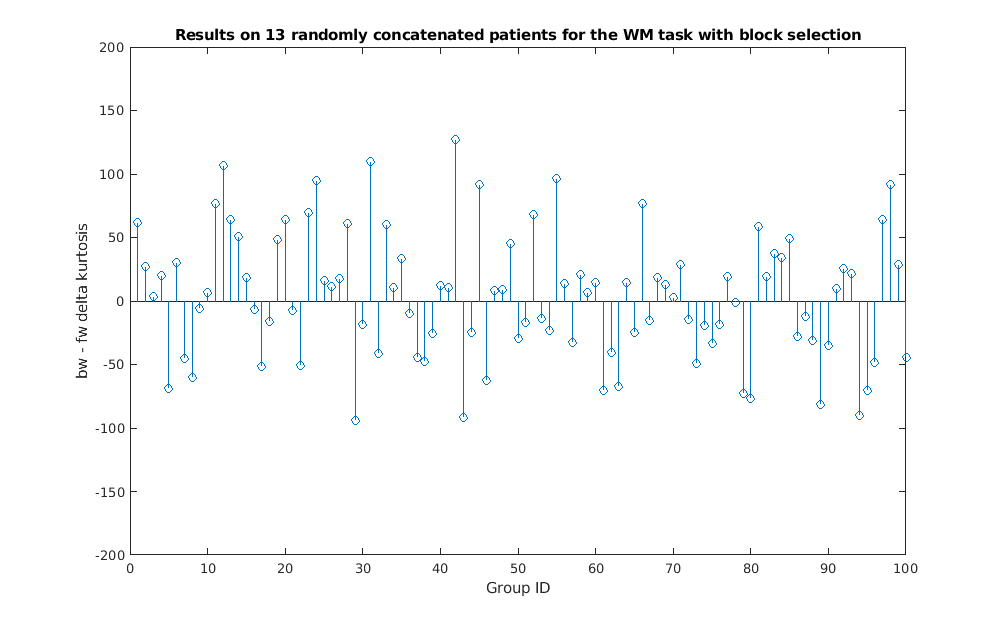 Results on 13 randomly concatenated patients for the WM task with block selection
200
150
100
50
0
-50
-100
-150
-200
bw - fw delta kurtosis
0 10 20 30 40 50 60 70 80 90 100
Group ID